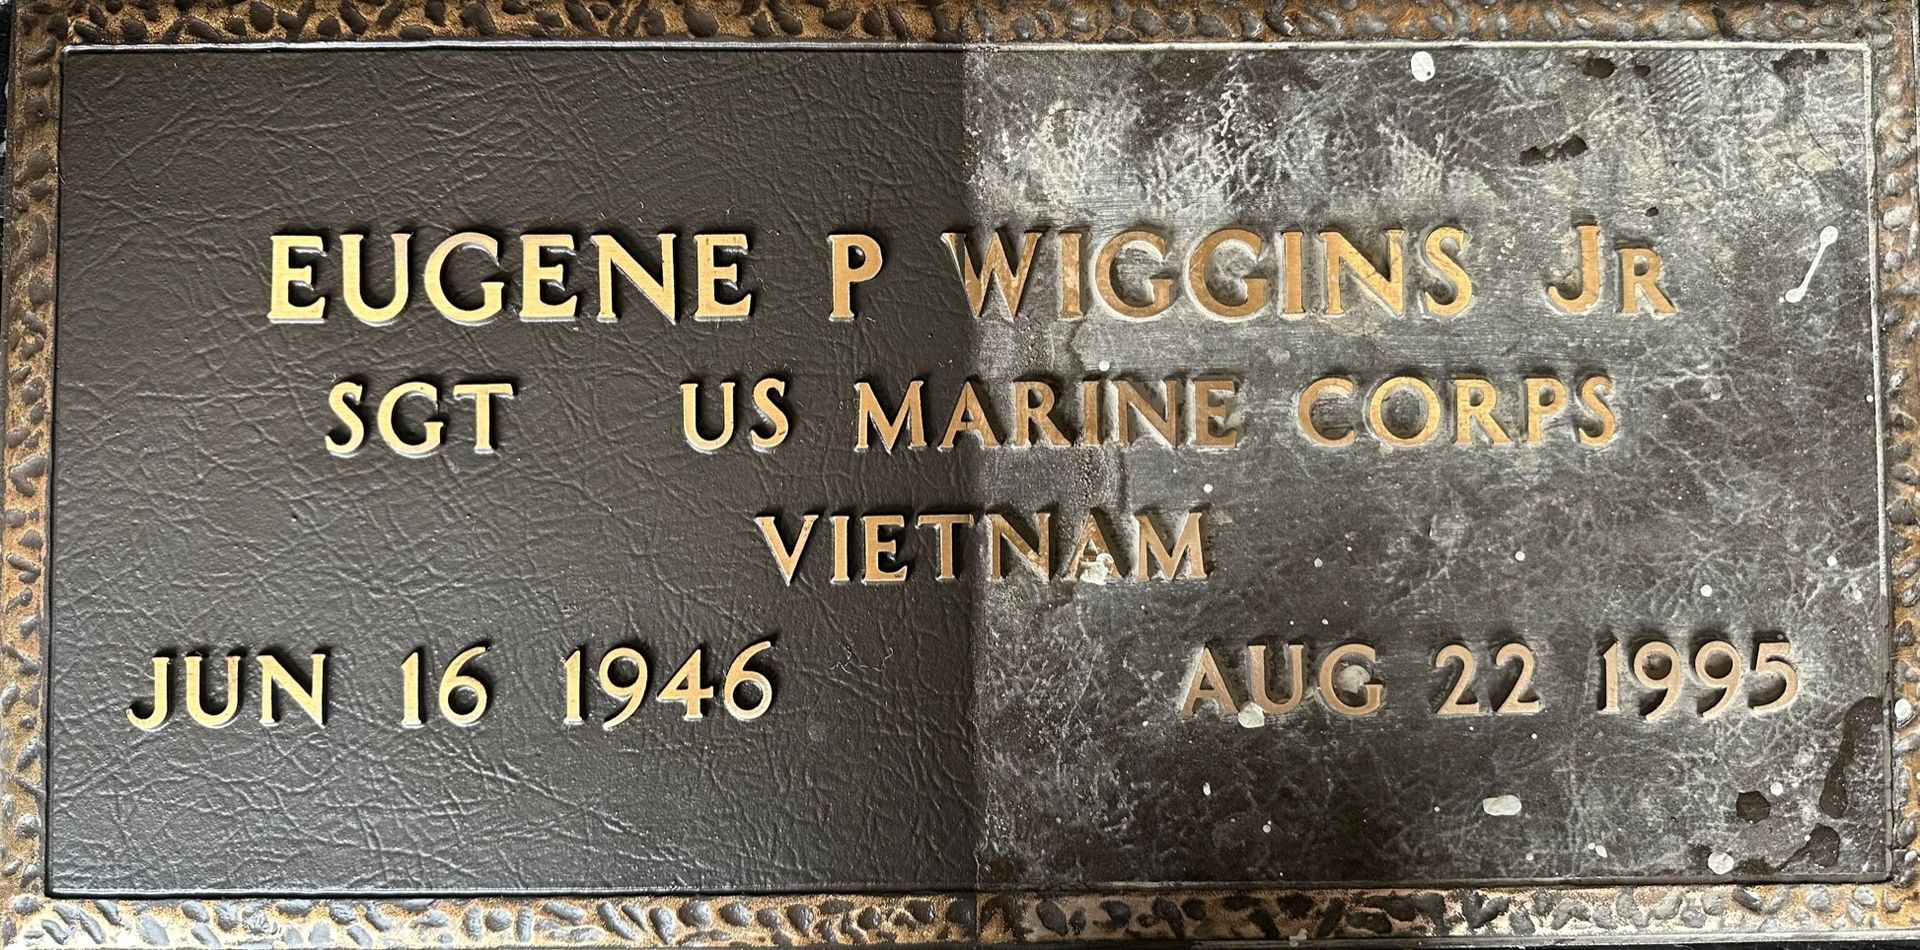 EUGENE P WIGGINS JR
SGT US MARINE CORPS
VIETNAM
JUN 16 1946 AUG 22 1995